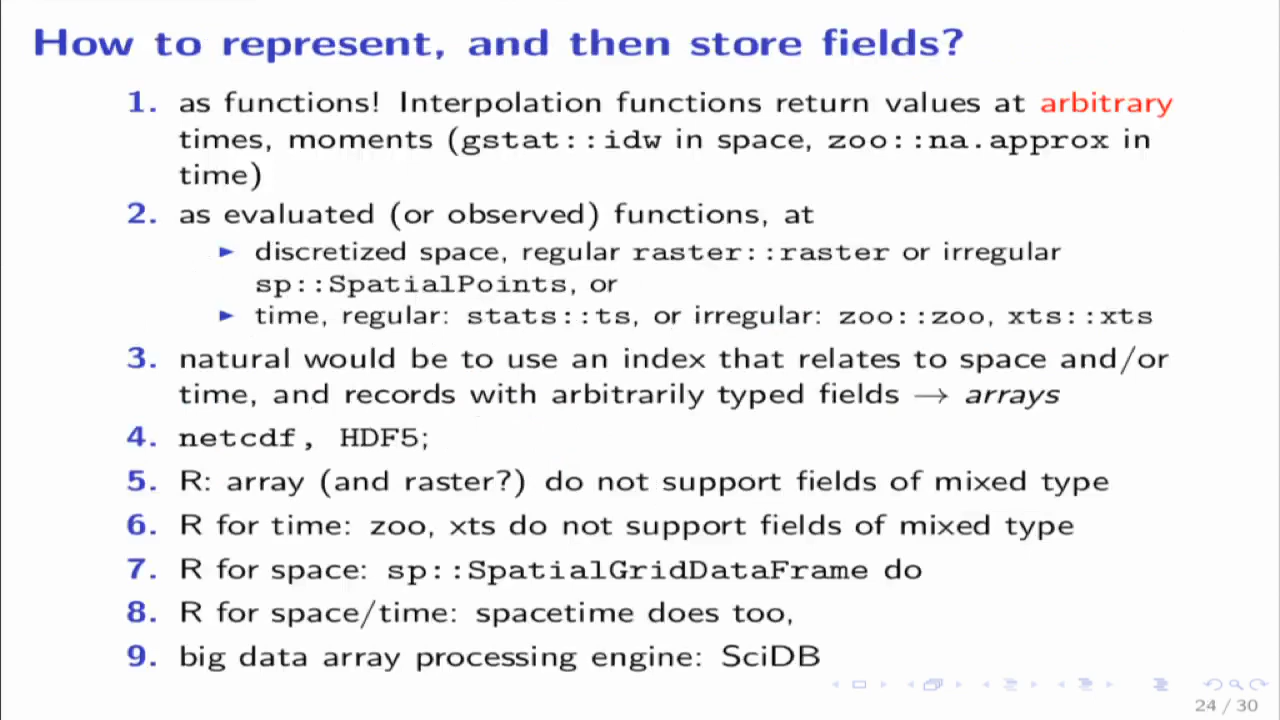 How to represent, and then store fields?
1. as functions! Interpolation functions return values at arbitrary
times, moments (gstat::idw in space, zoo::na.approx in
time)
2. as evaluated (or observed) functions, at
► discretized space, regular raster::raster or irregular
sp::SpatialPoints, or
► time, regular: stats::ts, or irregular: zoo::zoo, xts::xts
3. natural would be to use an index that relates to space and/or
time, and records with arbitrarily typed fields → arrays
4. netcdf, HDF5;
5. R: array (and raster?) do not support fields of mixed type
6. R for time: zoo, xts do not support fields of mixed type
7. R for space: sp::SpatialGridDataFrame do
8. R for space/time: spacetime does too,
9. big data array processing engine: SciDB
24 / 30